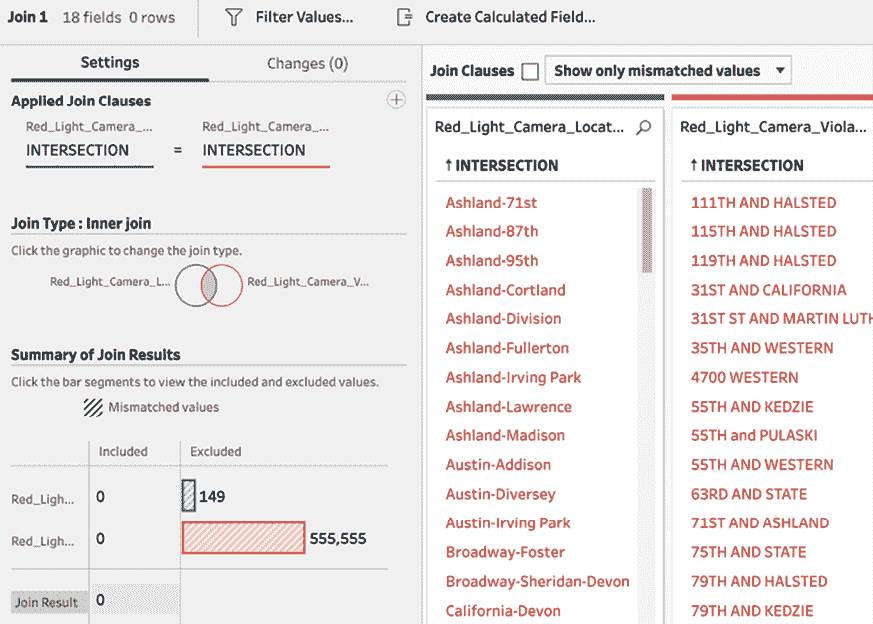 Join 1 18 fields 0 rows Filter Values... Create Calculated Field...
Settings Changes (0)
Applied Join Clauses
Red_Light_Camera_... Red_Light_Camera_...
INTERSECTION = INTERSECTION
Join Type : Inner join
Click the graphic to change the join type.
Red_Light_Camera_L... Red_Light_Camera_V...
Summary of Join Results
Click the bar segments to view the included and excluded values.
Mismatched values
Included Excluded
Red_Ligh... 0 149
Red_Ligh... 0 555,555
Join Result 0
Join Clauses Show only mismatched values
Red_Light_Camera_Locat...
INTERSECTION
Ashland-71st
Ashland-87th
Ashland-95th
Ashland-Cortland
Ashland-Division
Ashland-Fullerton
Ashland-Irving Park
Ashland-Lawrence
Ashland-Madison
Austin-Addison
Austin-Diversey
Austin-Irving Park
Broadway-Foster
Broadway-Sheridan-Devon
California-Devon
Red_Light_Camera_Viola...
INTERSECTION
111TH AND HALSTED
115TH AND HALSTED
119TH AND HALSTED
31ST AND CALIFORNIA
31ST ST AND MARTIN LUTH
35TH AND WESTERN
4700 WESTERN
55TH AND KEDZIE
55TH and PULASKI
55TH AND WESTERN
63RD AND STATE
71ST AND ASHLAND
75TH AND STATE
79TH AND HALSTED
79TH AND KEDZIE